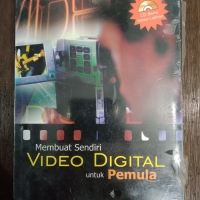 Membuat Sendiri
VIDEO DIGITAL
untuk Pemula